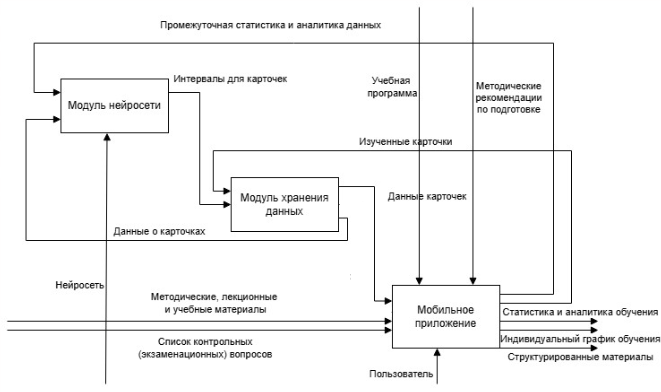 Промежуточная статистика и аналитика данных
Интервалы для карточек
Учебная
программа
Методические
рекомендации
по подготовке
Модуль нейросети
Изученные карточки
Модуль хранения
данных
Данные карточек
Данные о карточках
Нейросеть
Методические, лекционные
и учебные материалы
Мобильное
приложение
Статистика и аналитика обучения
Список контрольных
(экзаменационных) вопросов
Индивидуальный график обучения
Структурированные материалы
Пользователь